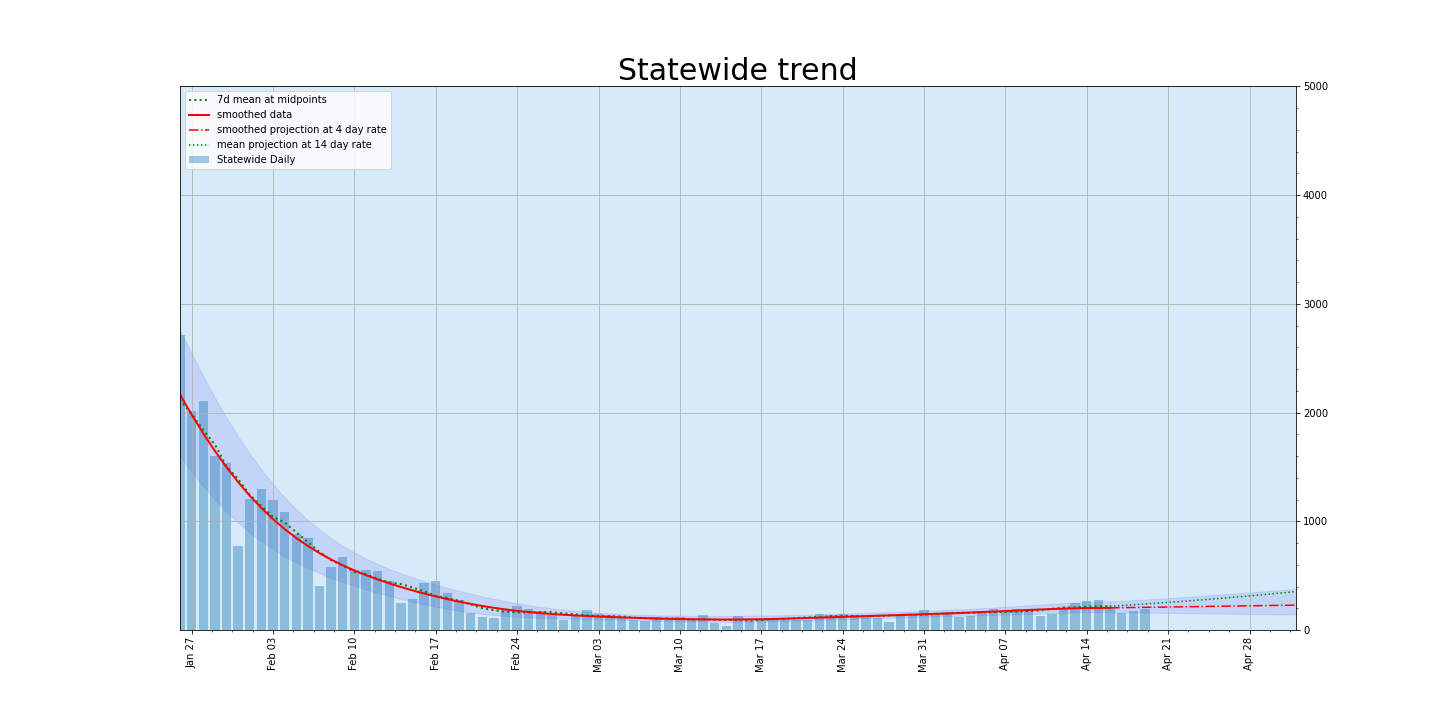 Statewide trend
7d mean at midpoints
smoothed data
smoothed projection at 4 day rate
mean projection at 14 day rate
Statewide Daily
5000
4000
3000
2000
1000
0
Jan 27
Feb 03
Feb 10
Feb 17
Feb 24
Mar 03
Mar 10
Mar 17
Mar 24
Mar 31
Apr 07
Apr 14
Apr 21
Apr 28